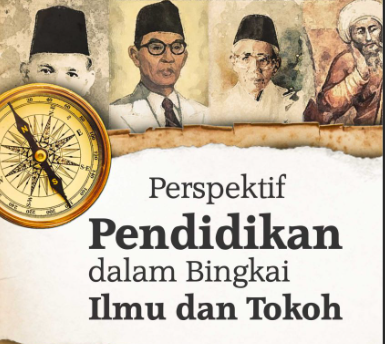 Perspektif
Pendidikan
dalam Bingkai
Ilmu dan Tokoh